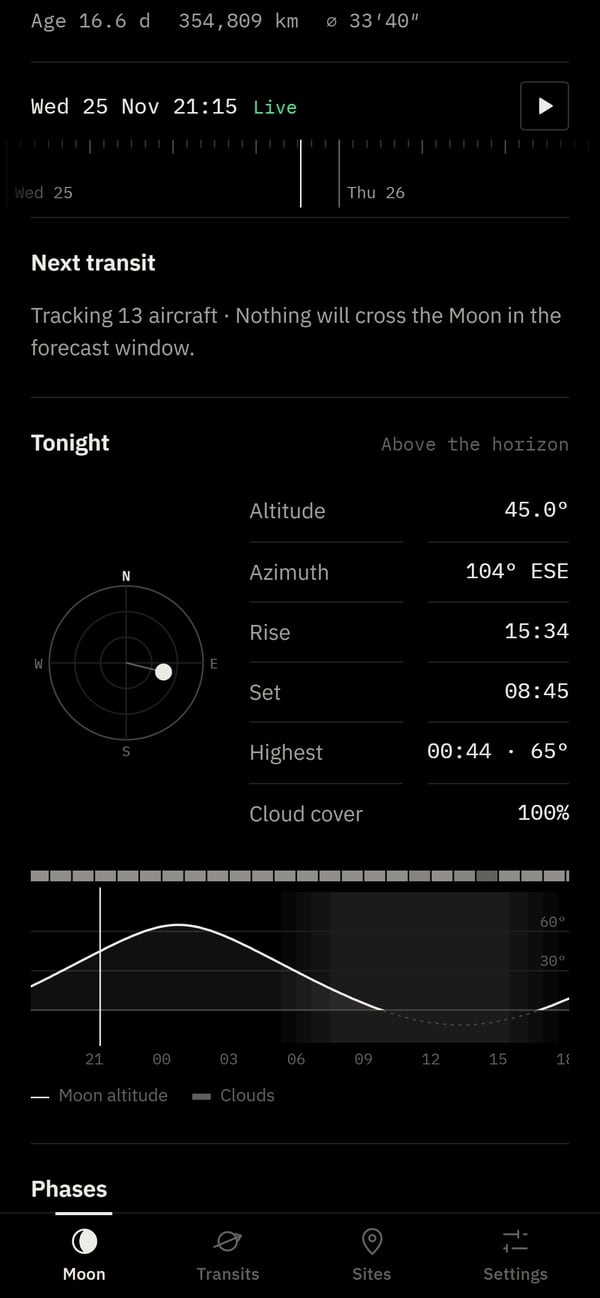 Age 16.6 d 354,809 km ⌀ 33′40″
Wed 25 Nov 21:15 Live
Wed 25 Thu 26
Next transit
Tracking 13 aircraft · Nothing will cross the Moon in the
forecast window.
Tonight Above the horizon
Altitude 45.0°
N
Azimuth 104° ESE
Rise 15:34
W E
Set 08:45
S
Highest 00:44 · 65°
Cloud cover 100%
60°
30°
21 00 03 06 09 12 15 18
Moon altitude Clouds
Phases
Moon Transits Sites Settings